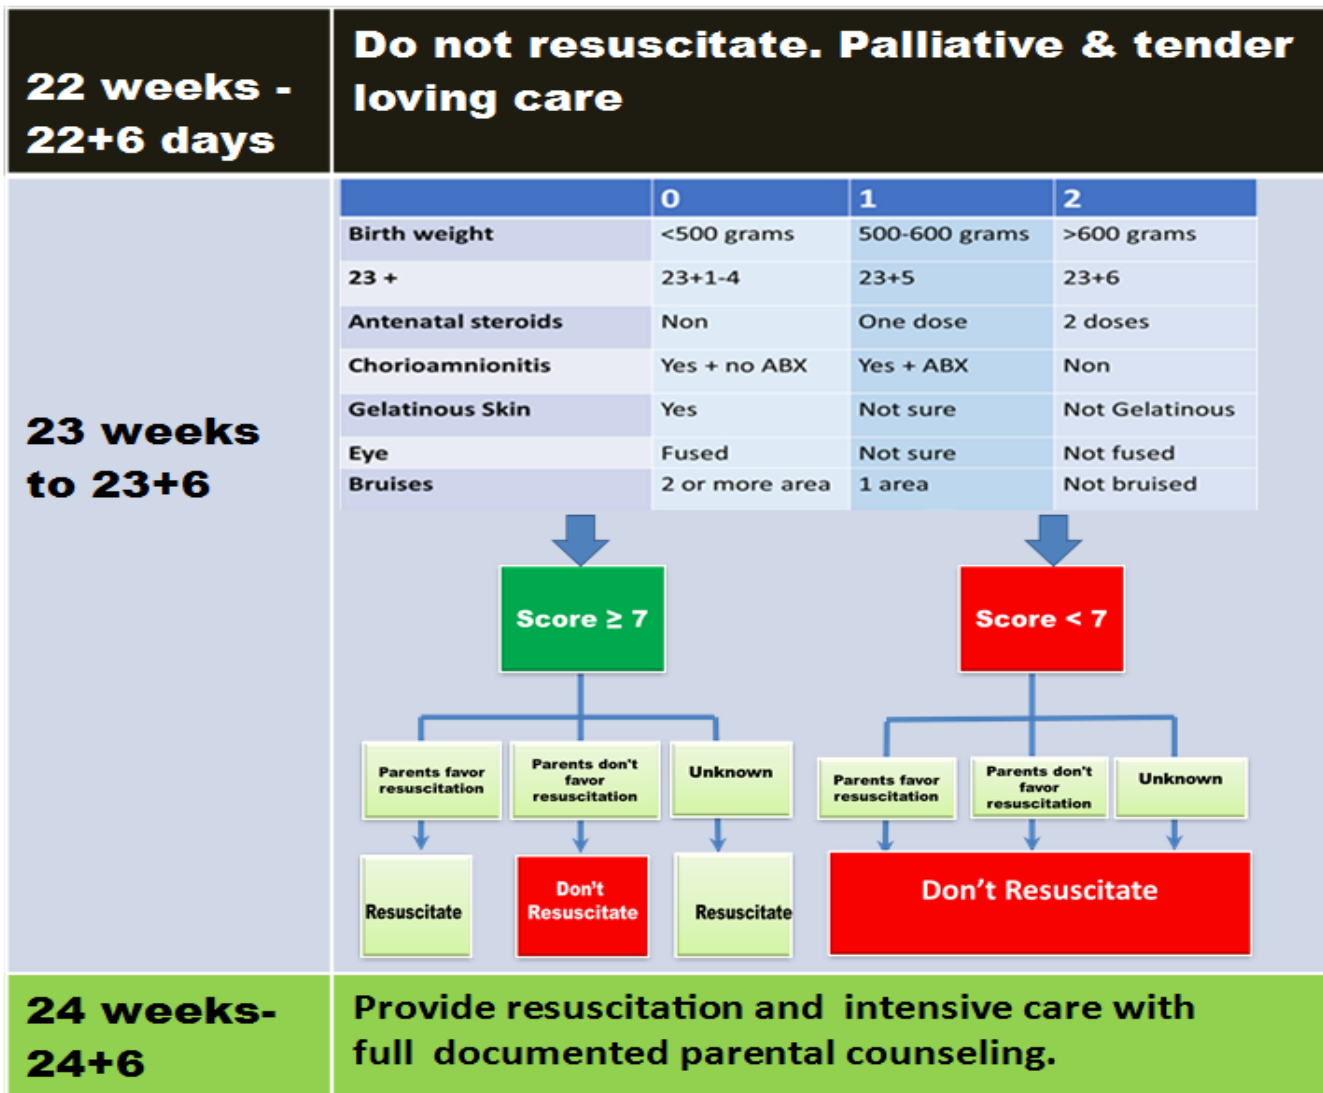 22 weeks -
22+6 days
Do not resuscitate. Palliative & tender
loving care
23 weeks
to 23+6
0 1 2
Birth weight <500 grams 500-600 grams >600 grams
23 + 23+1-4 23+5 23+6
Antenatal steroids Non One dose 2 doses
Chorioamnionitis Yes + no ABX Yes + ABX Non
Gelatinous Skin Yes Not sure Not Gelatinous
Eye Fused Not sure Not fused
Bruises 2 or more area 1 area Not bruised
Score ≥ 7
Score < 7
Parents favor
resuscitation
Parents don't
favor
resuscitation
Unknown
Parents favor
resuscitation
Parents don't
favor
resuscitation
Unknown
Resuscitate
Don't
Resuscitate
Resuscitate
Don’t Resuscitate
24 weeks-
24+6
Provide resuscitation and intensive care with
full documented parental counseling.